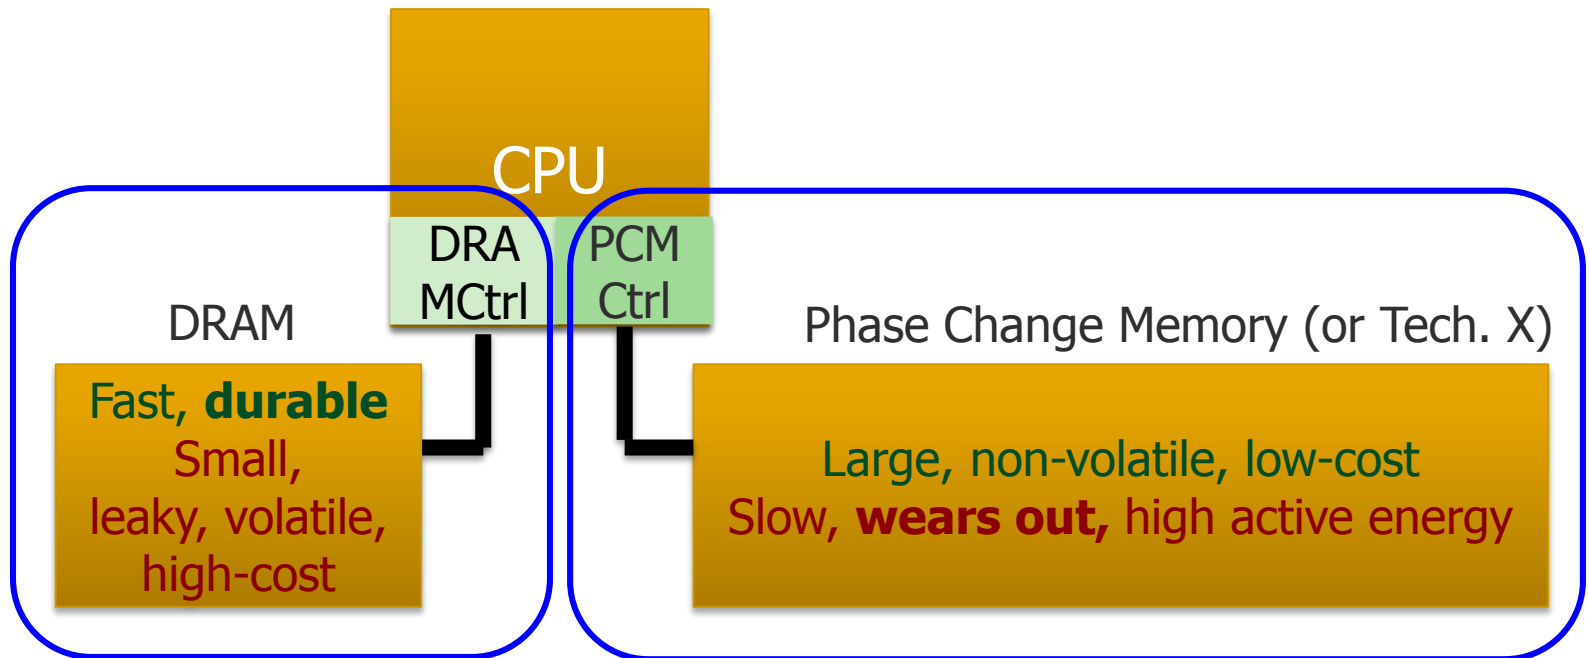 CPU
DRA
MCtrl
PCM
Ctrl
DRAM
Fast, durable
Small,
leaky, volatile,
high-cost
Phase Change Memory (or Tech. X)
Large, non-volatile, low-cost
Slow, wears out, high active energy